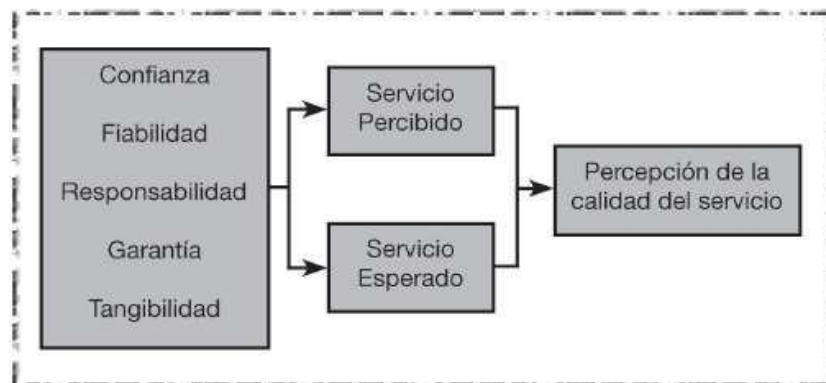 Confianza
Fiabilidad
Responsabilidad
Garantía
Tangibilidad
Servicio
Percibido
Servicio
Esperado
Percepción de la
calidad del servicio